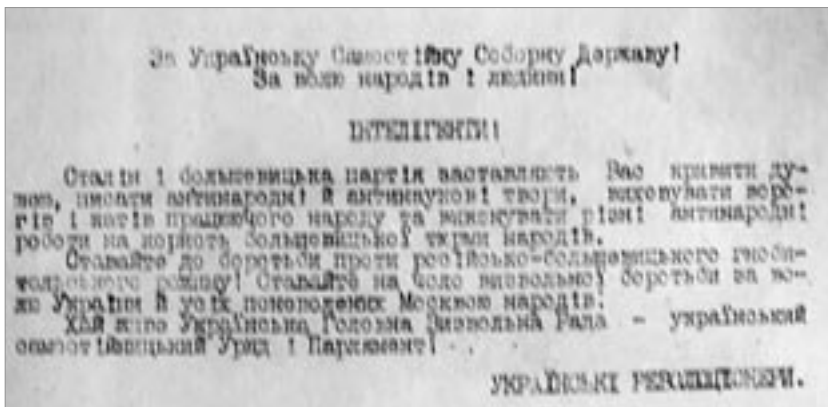 За Українську Самостійну Соборну Державу!
За волю народів і людини!
ІНТЕЛІГЕНТИ!
Сталін і большевицька партія заставляють Вас кривити ду-
шою, писати антинародні й антинаукові твори, виховувати воро-
гів і катів працюючого народу та виконувати різні антинародні
роботи на користь большевицької тюрми народів.
Ставайте до боротьби проти російсько-большевицького гноби-
тельського режіму! Ставайте на чоло визвольної боротьби за во-
лю України й усіх поневолених Москвою народів.
Хай живе Українська Головна Визвольна Рада - український
самостійницький Уряд і Парламент!
УКРАЇНСЬКІ РЕВОЛЮЦІОНЕРИ.